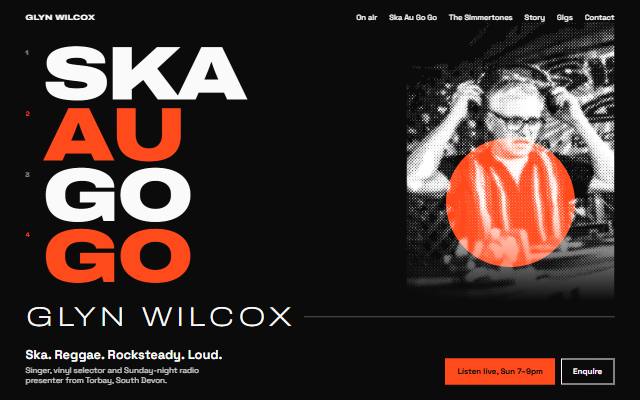 GLYN WILCOX
On air Ska Au Go Go The Simmertones Story Gigs Contact
1
SKA
2
AU
3
GO
4
GO
GLYN WILCOX
Ska. Reggae. Rocksteady. Loud.
Singer, vinyl selector and Sunday-night radio
presenter from Torbay, South Devon.
Listen live, Sun 7–9pm
Enquire